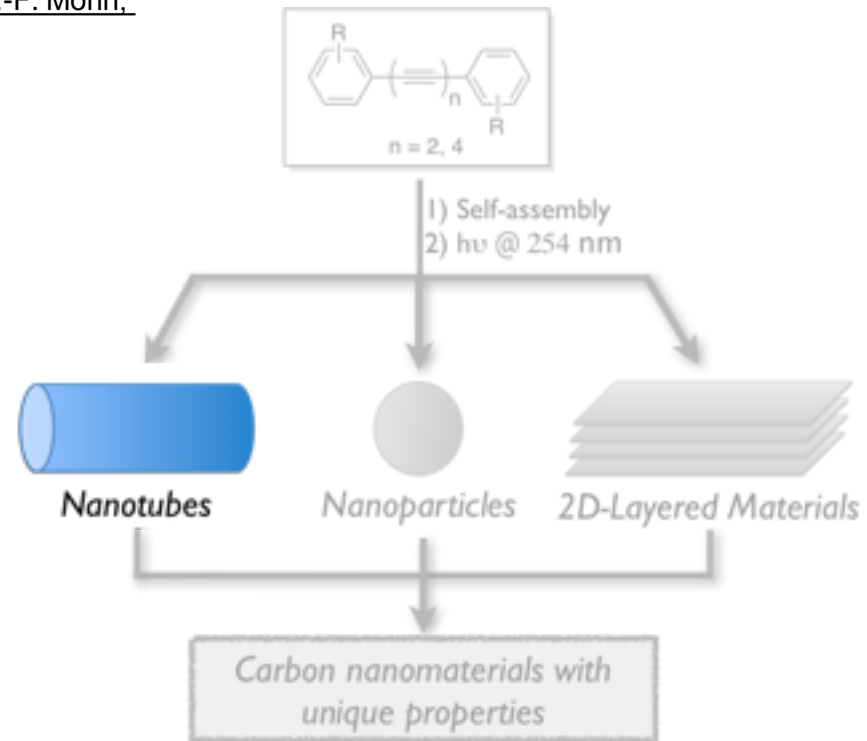 .-F. Morin,
R
n
R
n = 2, 4
1) Self-assembly
2) hυ @ 254 nm
Nanotubes
Nanoparticles
2D-Layered Materials
Carbon nanomaterials with
unique properties